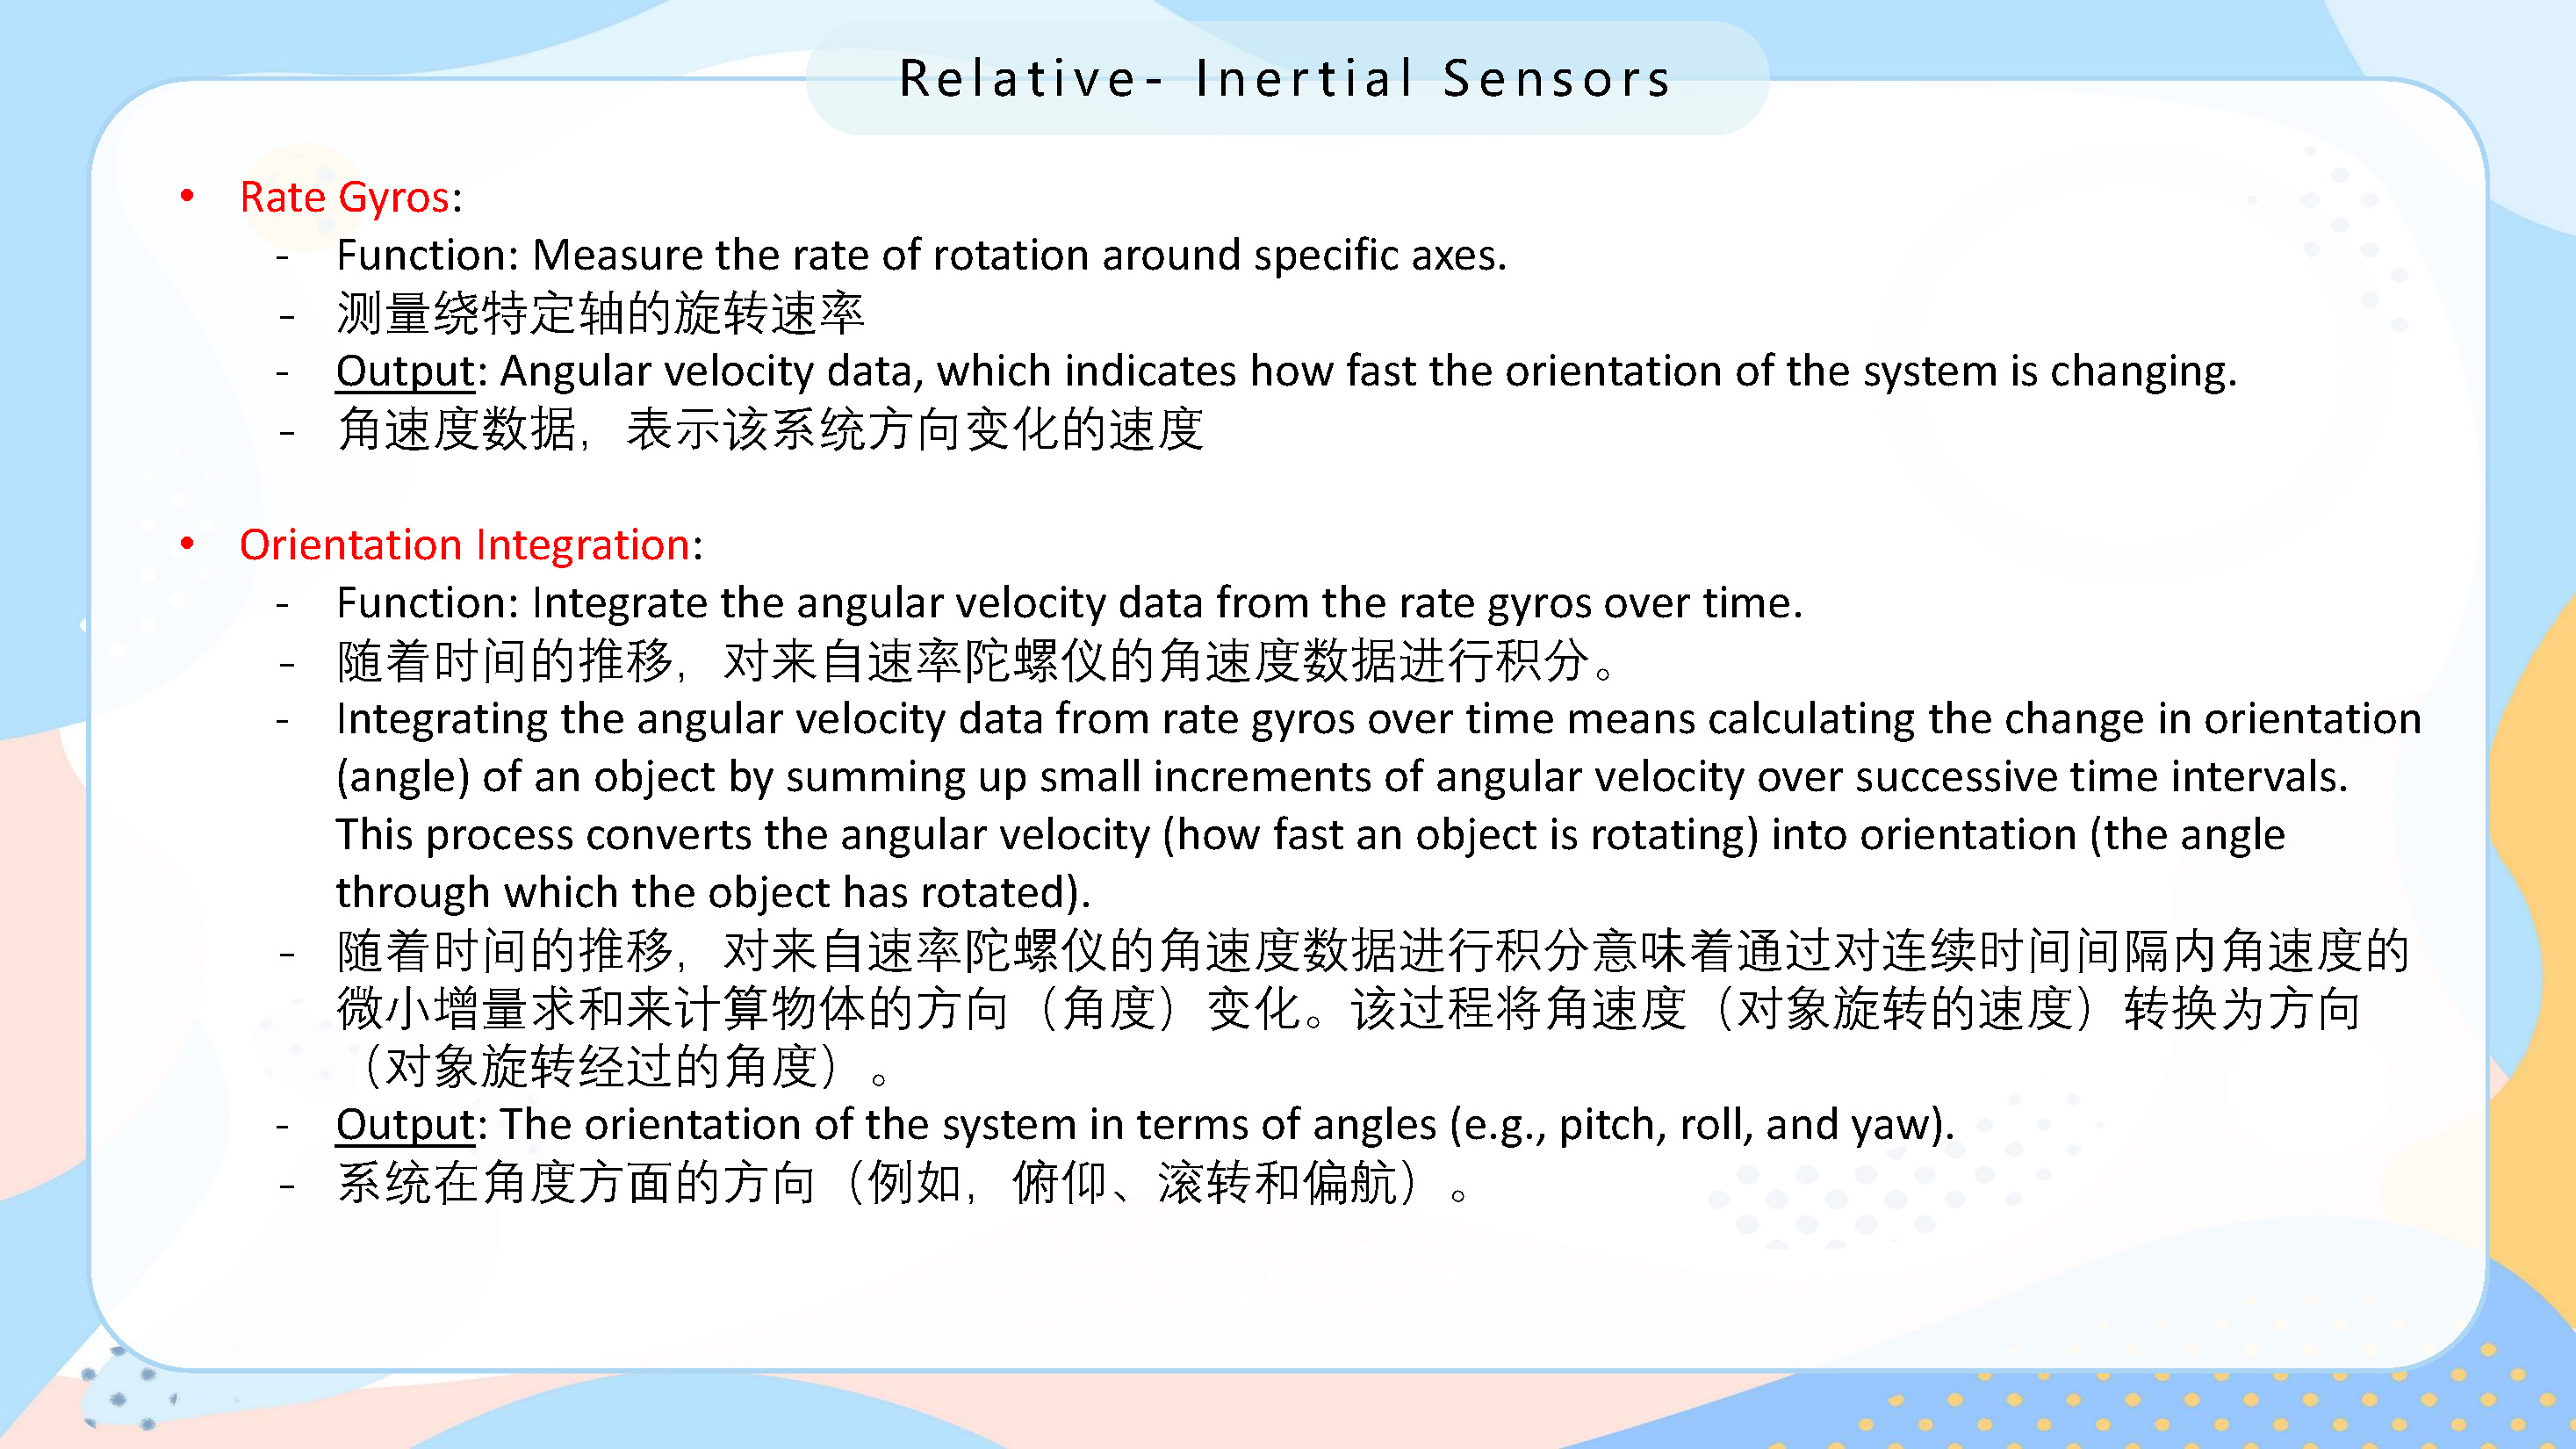 Relative- Inertial Sensors
• Rate Gyros:
- Function: Measure the rate of rotation around specific axes.
- 测量绕特定轴的旋转速率
- Output: Angular velocity data, which indicates how fast the orientation of the system is changing.
- 角速度数据，表示该系统方向变化的速度
• Orientation Integration:
- Function: Integrate the angular velocity data from the rate gyros over time.
- 随着时间的推移，对来自速率陀螺仪的角速度数据进行积分。
- Integrating the angular velocity data from rate gyros over time means calculating the change in orientation
(angle) of an object by summing up small increments of angular velocity over successive time intervals.
This process converts the angular velocity (how fast an object is rotating) into orientation (the angle
through which the object has rotated).
- 随着时间的推移，对来自速率陀螺仪的角速度数据进行积分意味着通过对连续时间间隔内角速度的
微小增量求和来计算物体的方向（角度）变化。该过程将角速度（对象旋转的速度）转换为方向
（对象旋转经过的角度）。
- Output: The orientation of the system in terms of angles (e.g., pitch, roll, and yaw).
- 系统在角度方面的方向（例如，俯仰、滚转和偏航）。